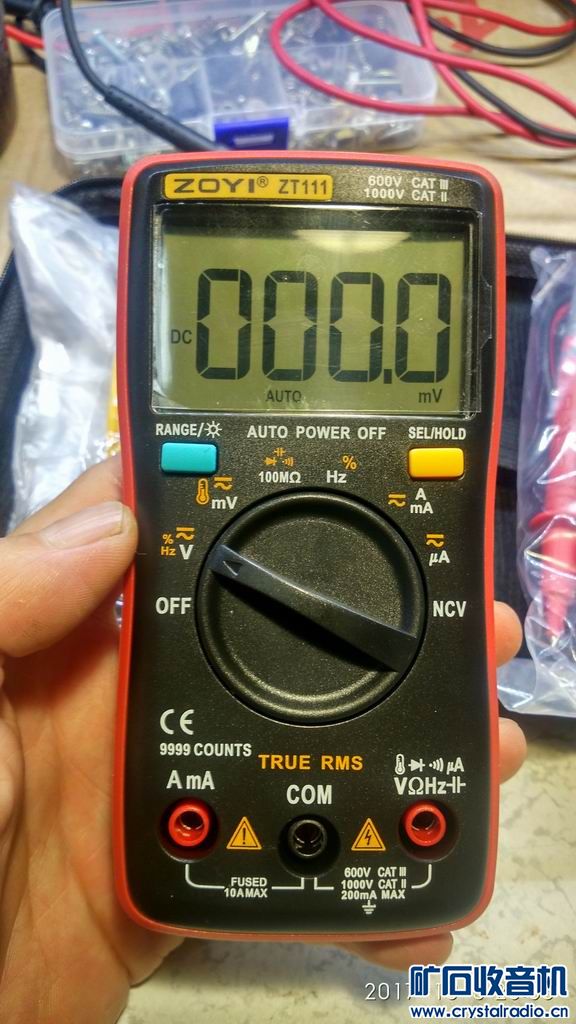 ZOYI® ZT111
600V CAT III
1000V CAT II
DC 000.0 mV
AUTO
RANGE/
AUTO POWER OFF
SEL/HOLD
100MΩ
Hz %
mV
A
mA
% Hz V
μA
OFF
NCV
CE
9999 COUNTS
TRUE RMS
μA
A mA
COM
VΩHz
FUSED
10A MAX
600V CAT III
1000V CAT II
200mA MAX
矿石收音机
www.crystalradio.cn